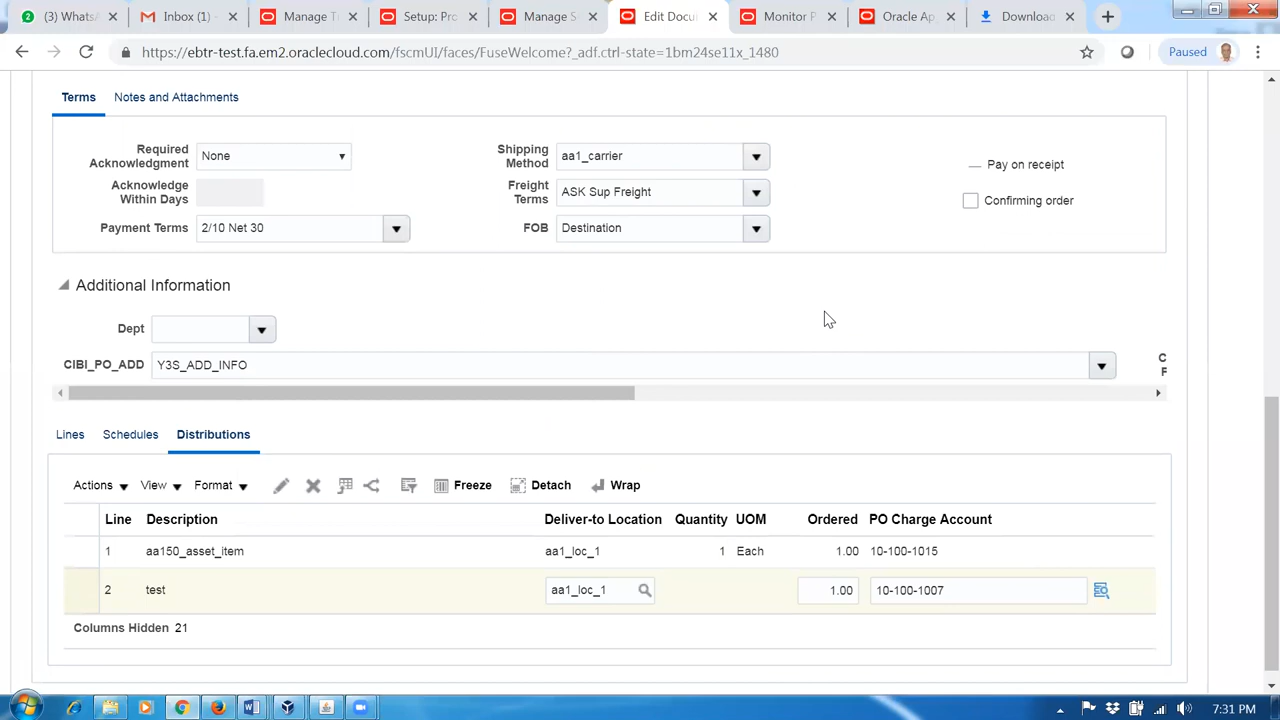 (3) Whats
Inbox (1)
Manage T
Setup: Pro
Manage S
Edit Docu
Monitor P
Oracle Ap
Download
https://ebtr-test.fa.em2.oraclecloud.com/fscmUI/faces/FuseWelcome?_adf.ctrl-state=1bm24se11x_1480
Paused
Terms Notes and Attachments
Required Acknowledgment None
Shipping Method aa1_carrier
Pay on receipt
Acknowledge Within Days
Freight Terms ASK Sup Freight
Confirming order
Payment Terms 2/10 Net 30
FOB Destination
Additional Information
Dept
CIBI_PO_ADD Y3S_ADD_INFO
Lines Schedules Distributions
Actions View Format Freeze Detach Wrap
Line Description Deliver-to Location Quantity UOM Ordered PO Charge Account
1 aa150_asset_item aa1_loc_1 1 Each 1.00 10-100-1015
2 test aa1_loc_1 1.00 10-100-1007
Columns Hidden 21
7:31 PM